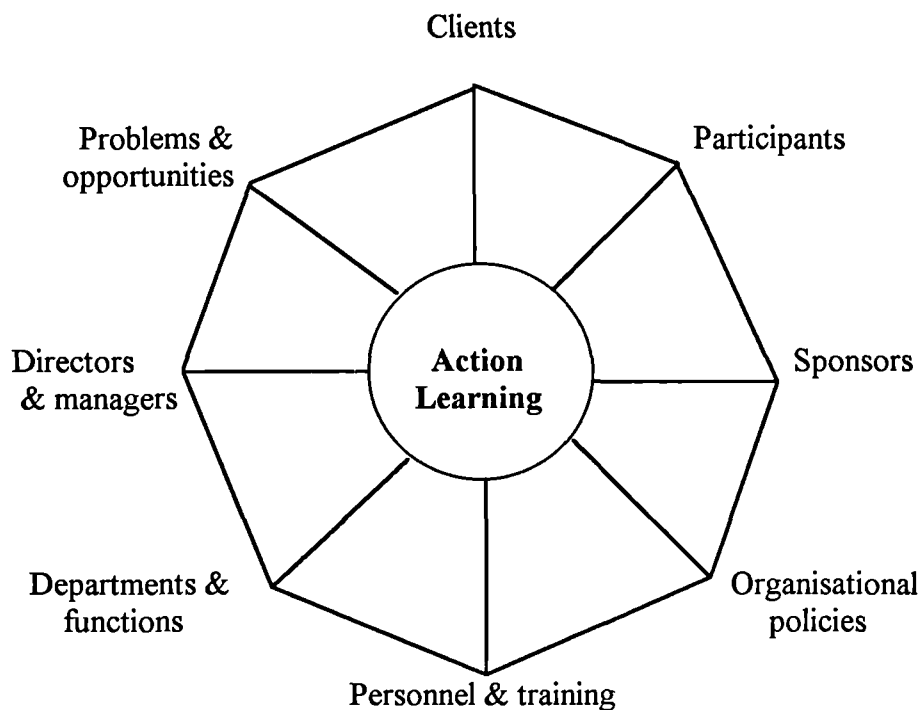 Clients
Problems &
opportunities
Participants
Directors
& managers
Action
Learning
Sponsors
Departments &
functions
Organisational
policies
Personnel & training